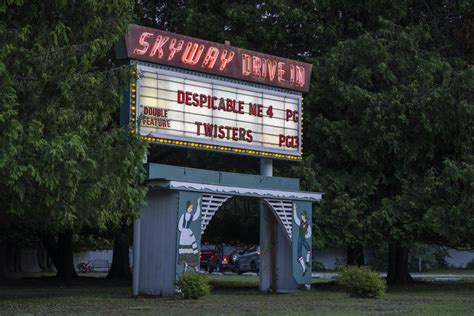 SKYWAY DRIVE IN
DESPICABLE ME 4 PG
DOUBLE
FEATURE
TWISTERS PG13